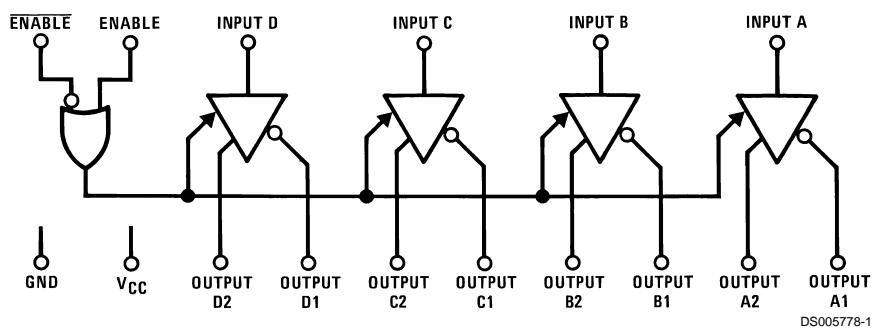 ENABLE ENABLE INPUT D INPUT C INPUT B INPUT A
GND VCC OUTPUT D2 OUTPUT D1 OUTPUT C2 OUTPUT C1 OUTPUT B2 OUTPUT B1 OUTPUT A2 OUTPUT A1
DS005778-1